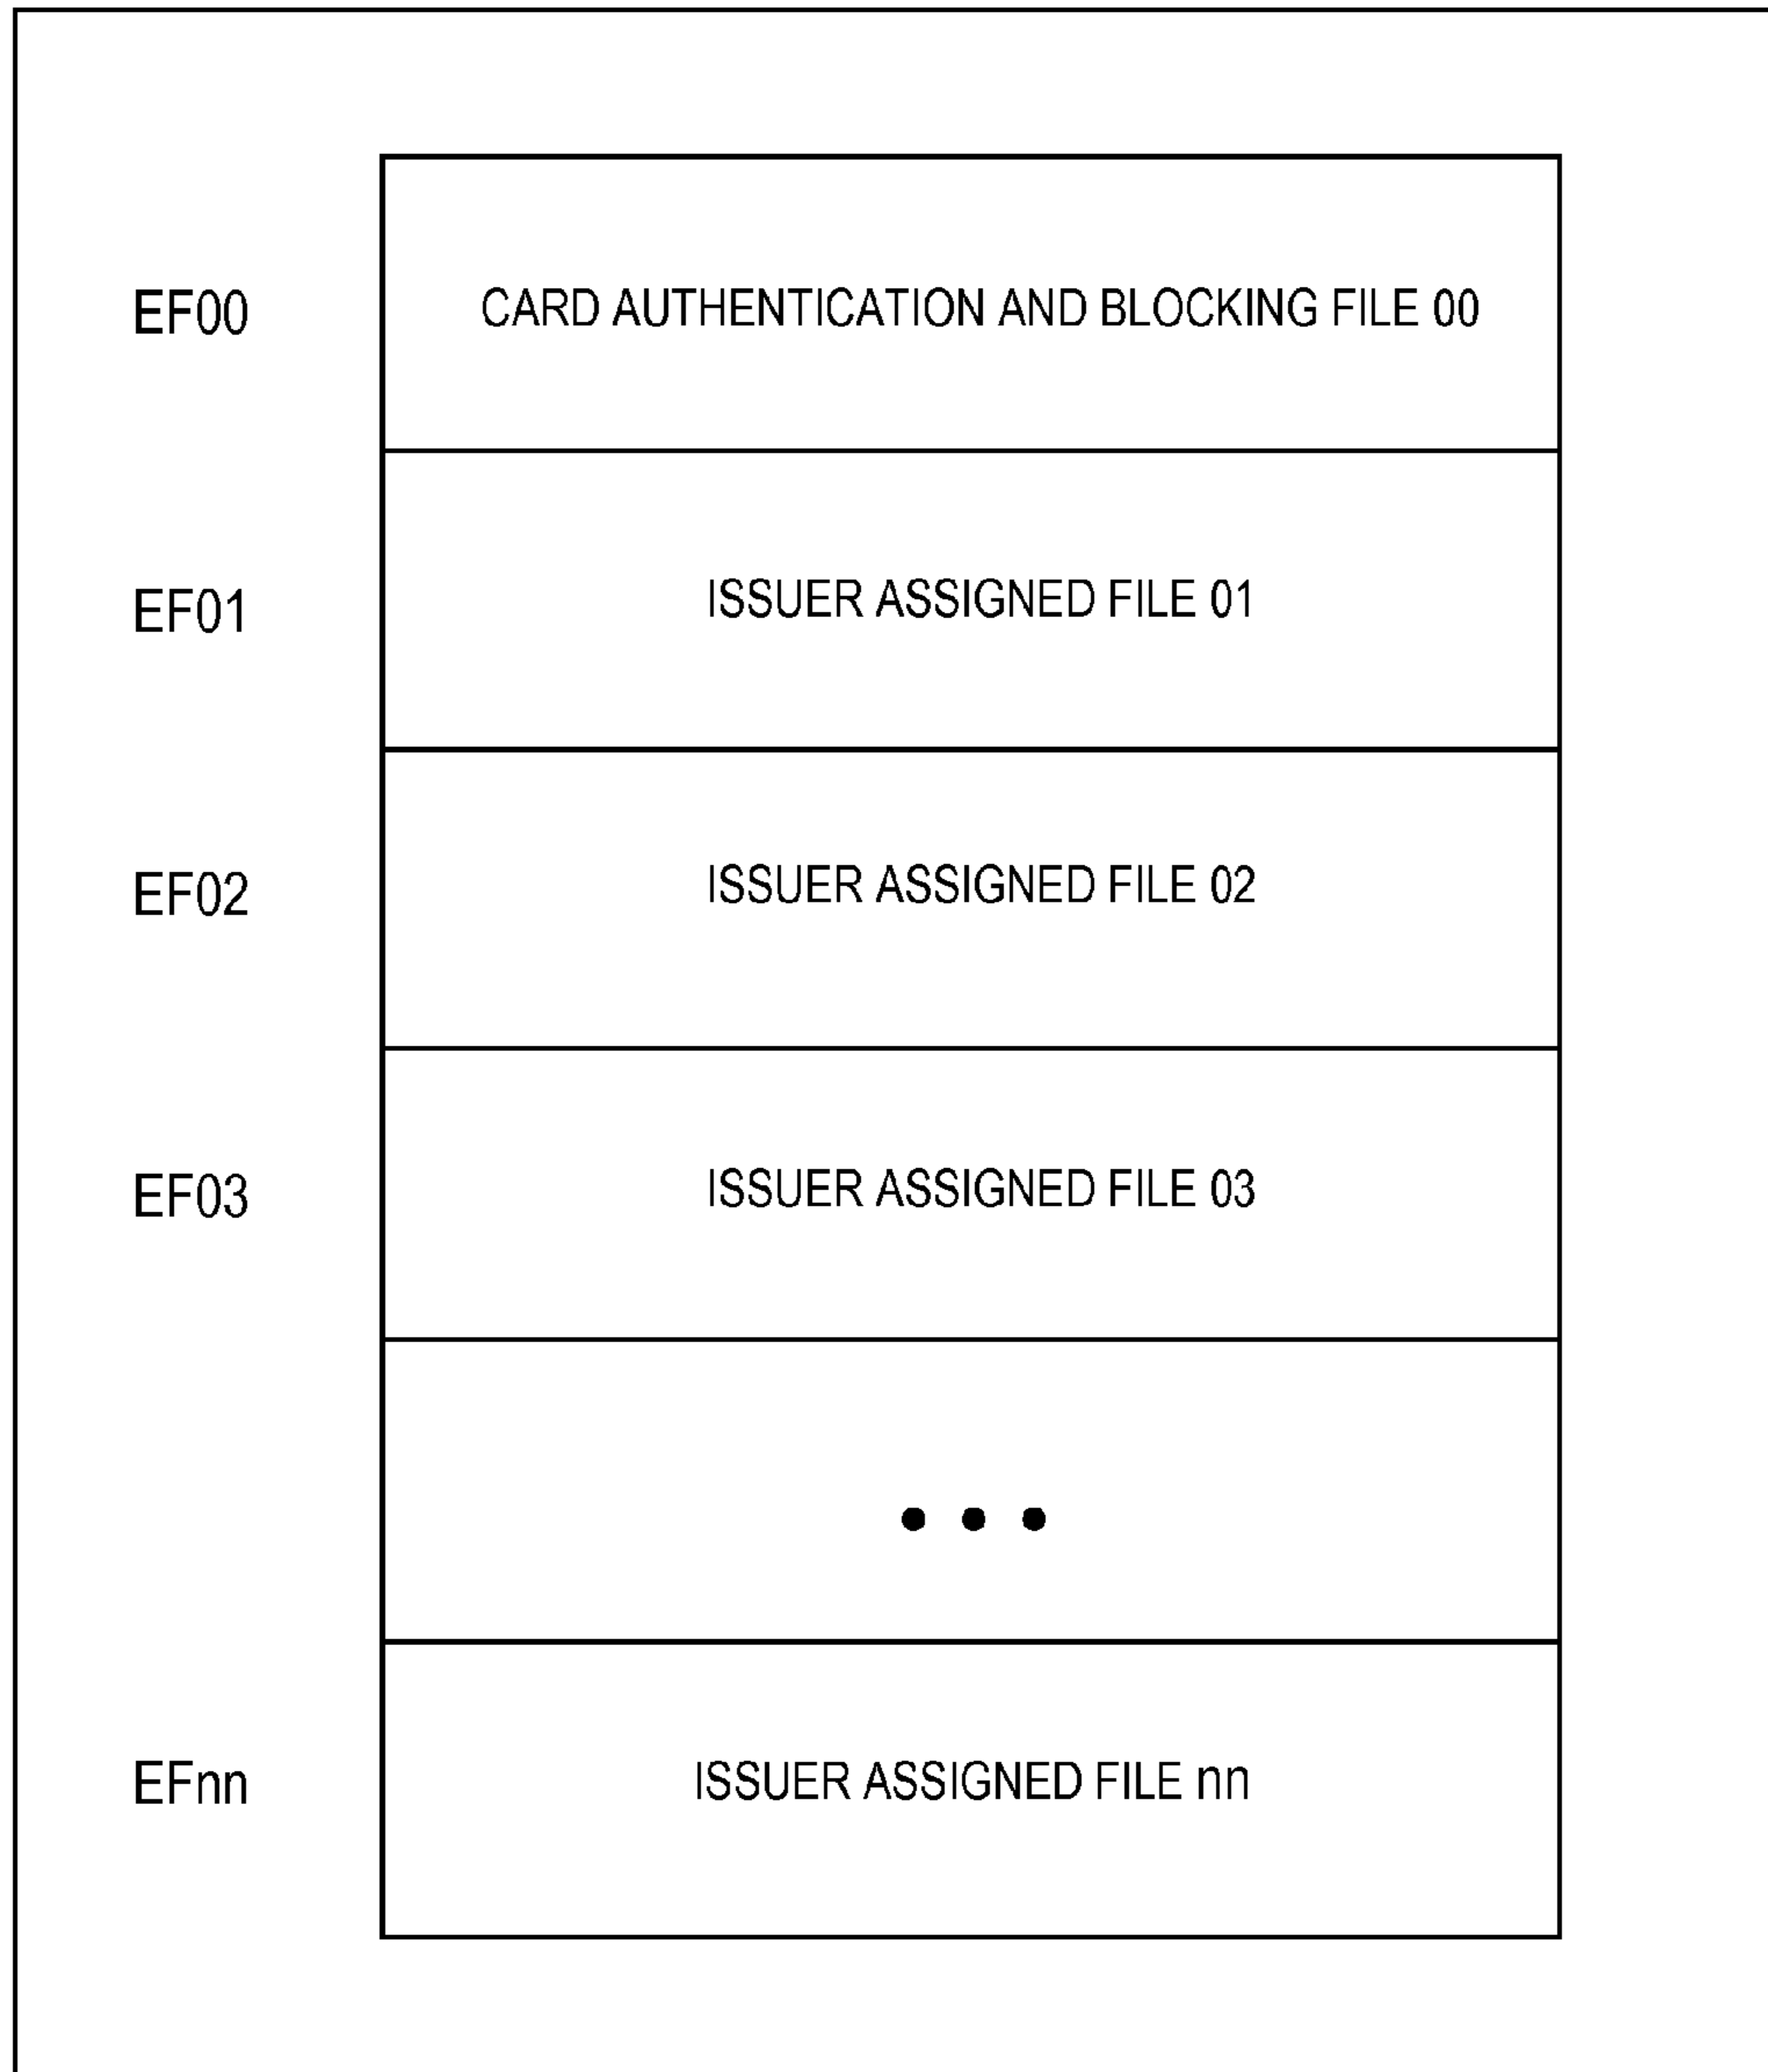 EF00 CARD AUTHENTICATION AND BLOCKING FILE 00
EF01 ISSUER ASSIGNED FILE 01
EF02 ISSUER ASSIGNED FILE 02
EF03 ISSUER ASSIGNED FILE 03
• • •
EFnn ISSUER ASSIGNED FILE nn